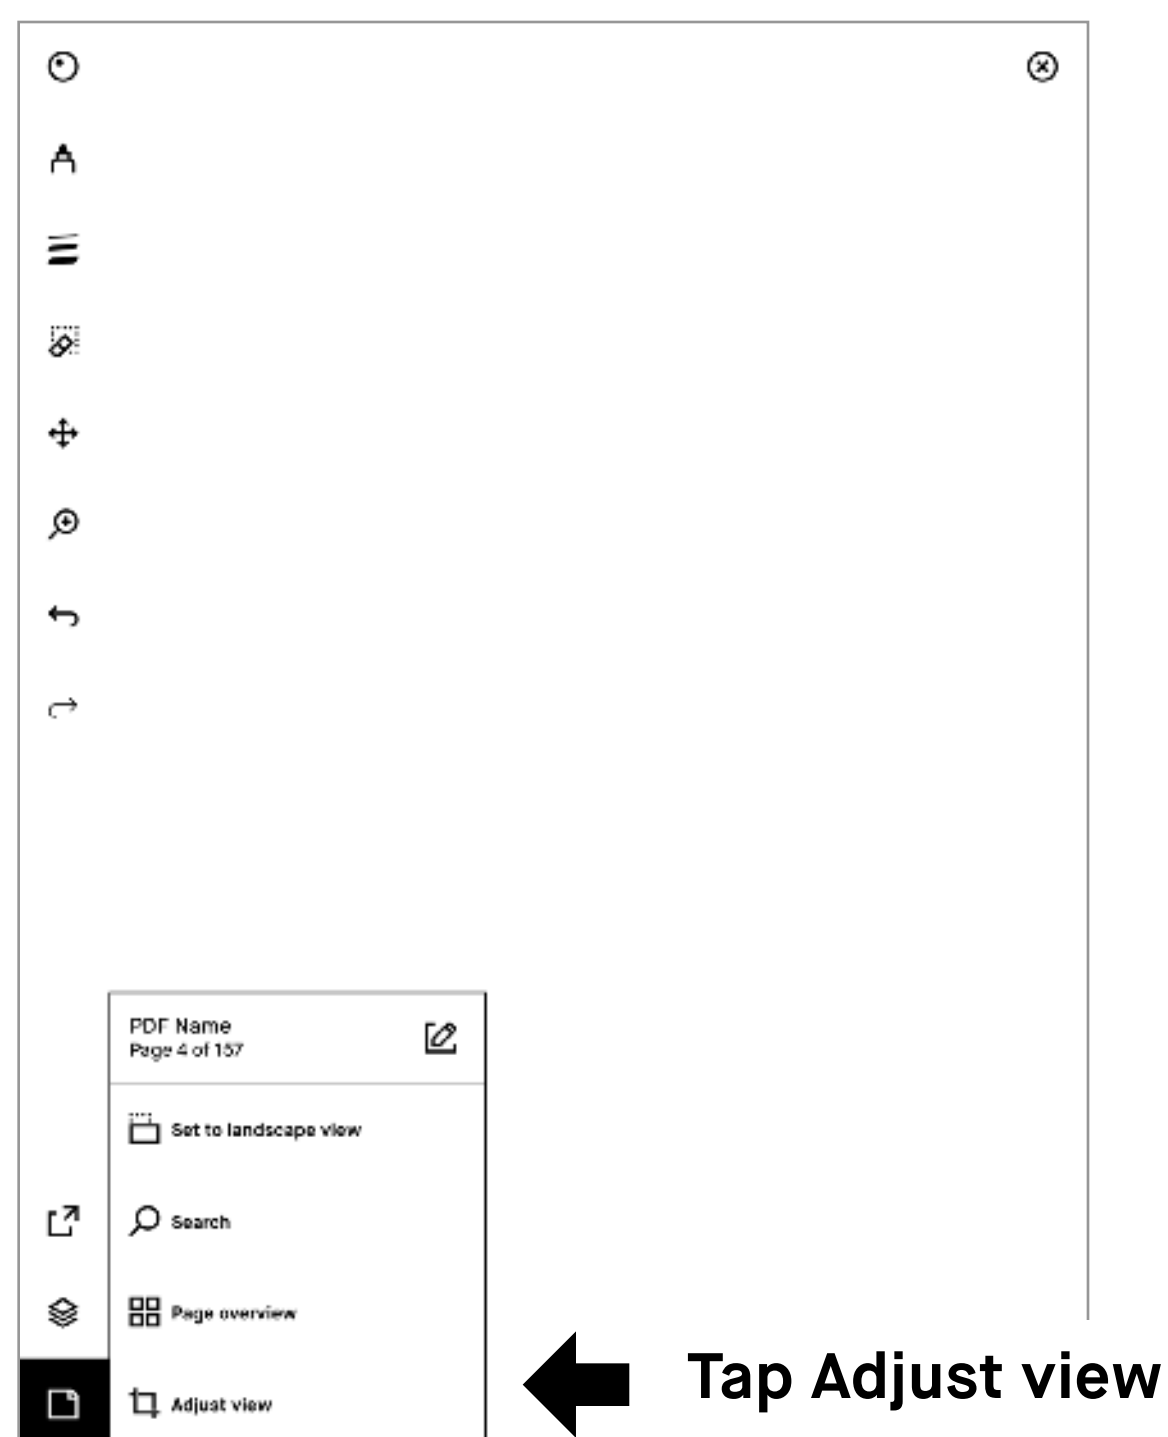 PDF Name
Page 4 of 157
Set to landscape view
Search
Page overview
Adjust view
Tap Adjust view